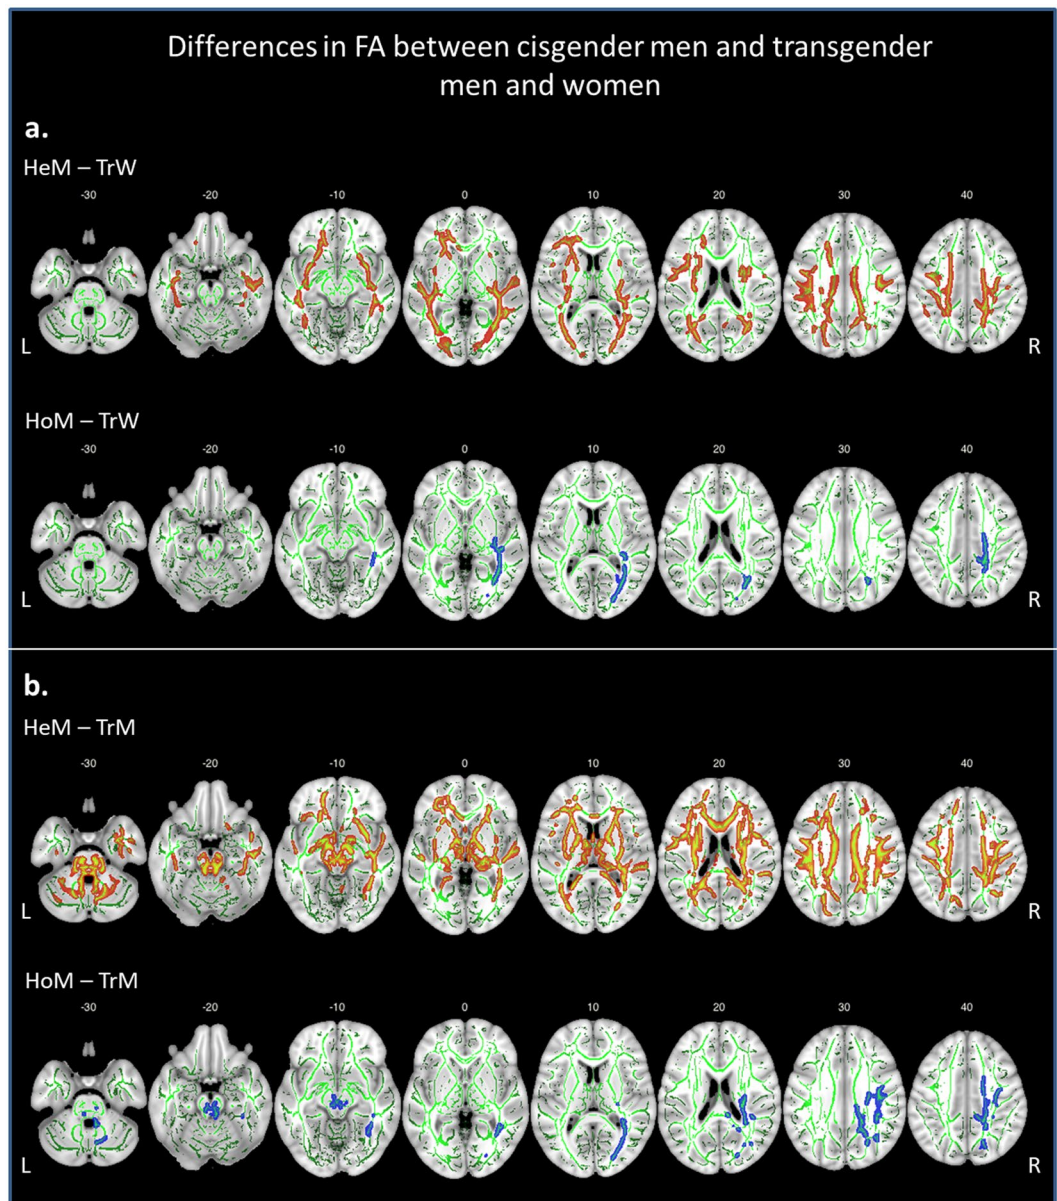 Differences in FA between cisgender men and transgender
men and women
a.
HeM – TrW
-30 -20 -10 0 10 20 30 40
L R
HoM – TrW
-30 -20 -10 0 10 20 30 40
L R
b.
HeM – TrM
-30 -20 -10 0 10 20 30 40
L R
HoM – TrM
-30 -20 -10 0 10 20 30 40
L R